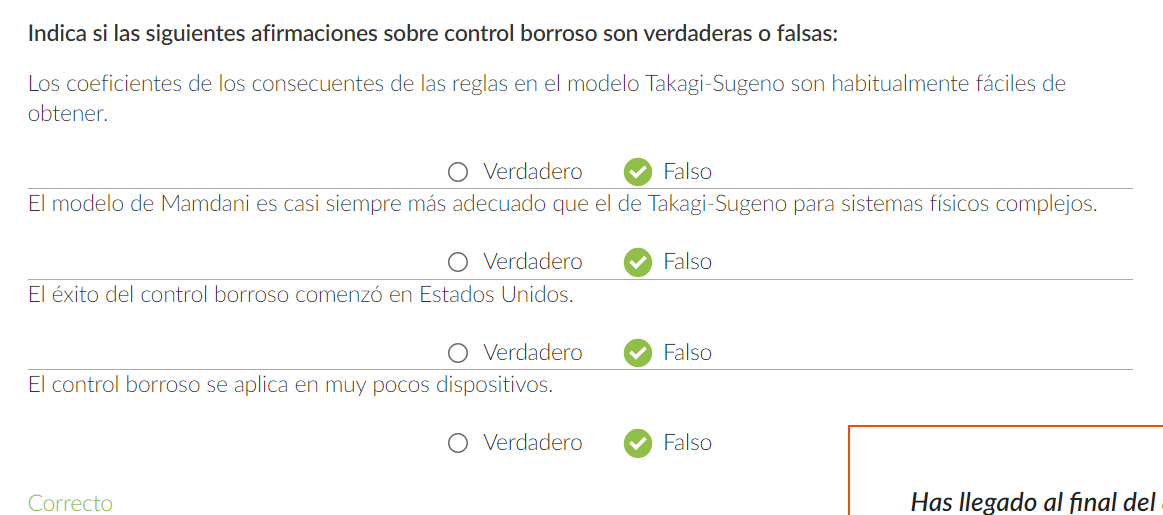 Indica si las siguientes afirmaciones sobre control borroso son verdaderas o falsas:
Los coeficientes de los consecuentes de las reglas en el modelo Takagi-Sugeno son habitualmente fáciles de
obtener.
Verdadero Falso
El modelo de Mamdani es casi siempre más adecuado que el de Takagi-Sugeno para sistemas físicos complejos.
Verdadero Falso
El éxito del control borroso comenzó en Estados Unidos.
Verdadero Falso
El control borroso se aplica en muy pocos dispositivos.
Verdadero Falso
Correcto
Has llegado al final del